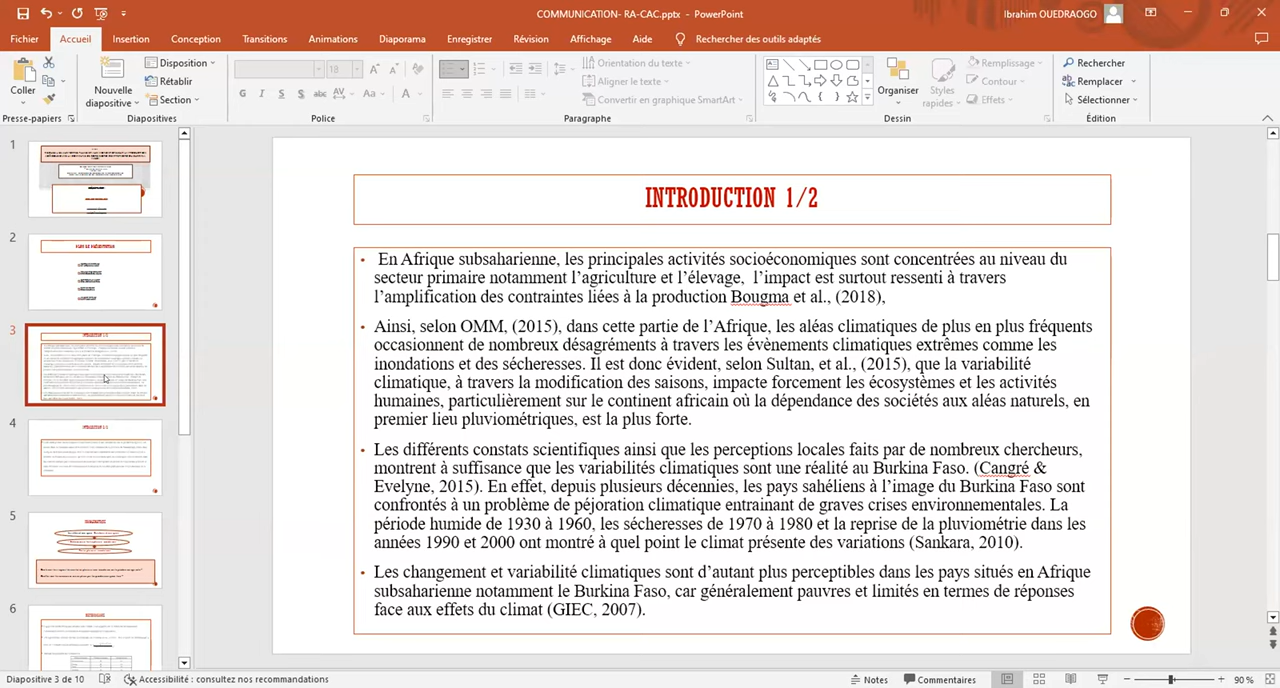 COMMUNICATION- RA-CAC.pptx - PowerPoint
Ibrahim OUEDRAOGO
Fichier Accueil Insertion Conception Transitions Animations Diaporama Enregistrer Révision Affichage Aide Rechercher des outils adaptés
Coller
Nouvelle diapositive
Disposition
Rétablir
Section
18
G I S S abc AV Aa A
Orientation du texte
Aligner le texte
Convertir en graphique SmartArt
Organiser
Styles rapides
Remplissage
Contour
Effets
Rechercher
Remplacer
Sélectionner
Presse-papiers Diapositives Police Paragraphe Dessin Édition
1
2
3
4
5
6
INTRODUCTION 1/2
En Afrique subsaharienne, les principales activités socioéconomiques sont concentrées au niveau du
secteur primaire notamment l’agriculture et l’élevage, l’impact est surtout ressenti à travers
l’amplification des contraintes liées à la production Bougma et al., (2018),
Ainsi, selon OMM, (2015), dans cette partie de l’Afrique, les aléas climatiques de plus en plus fréquents
occasionnent de nombreux désagréments à travers les évènements climatiques extrêmes comme les
inondations et de sécheresses. Il est donc évident, selon et al., (2015), que la variabilité
climatique, à travers la modification des saisons, impacte forcement les écosystèmes et les activités
humaines, particulièrement sur le continent africain où la dépendance des sociétés aux aléas naturels, en
premier lieu pluviométriques, est la plus forte.
Les différents constats scientifiques ainsi que les perceptions locales faits par de nombreux chercheurs,
montrent à suffisance que les variabilités climatiques sont une réalité au Burkina Faso. (Cangré &
Evelyne, 2015). En effet, depuis plusieurs décennies, les pays sahéliens à l’image du Burkina Faso sont
confrontés à un problème de péjoration climatique entrainant de graves crises environnementales. La
période humide de 1930 à 1960, les sécheresses de 1970 à 1980 et la reprise de la pluviométrie dans les
années 1990 et 2000 ont montré à quel point le climat présente des variations (Sankara, 2010).
Les changement et variabilité climatiques sont d’autant plus perceptibles dans les pays situés en Afrique
subsaharienne notamment le Burkina Faso, car généralement pauvres et limités en termes de réponses
face aux effets du climat (GIEC, 2007).
Diapositive 3 de 10 Accessibilité : consultez nos recommandations Notes Commentaires 90 %